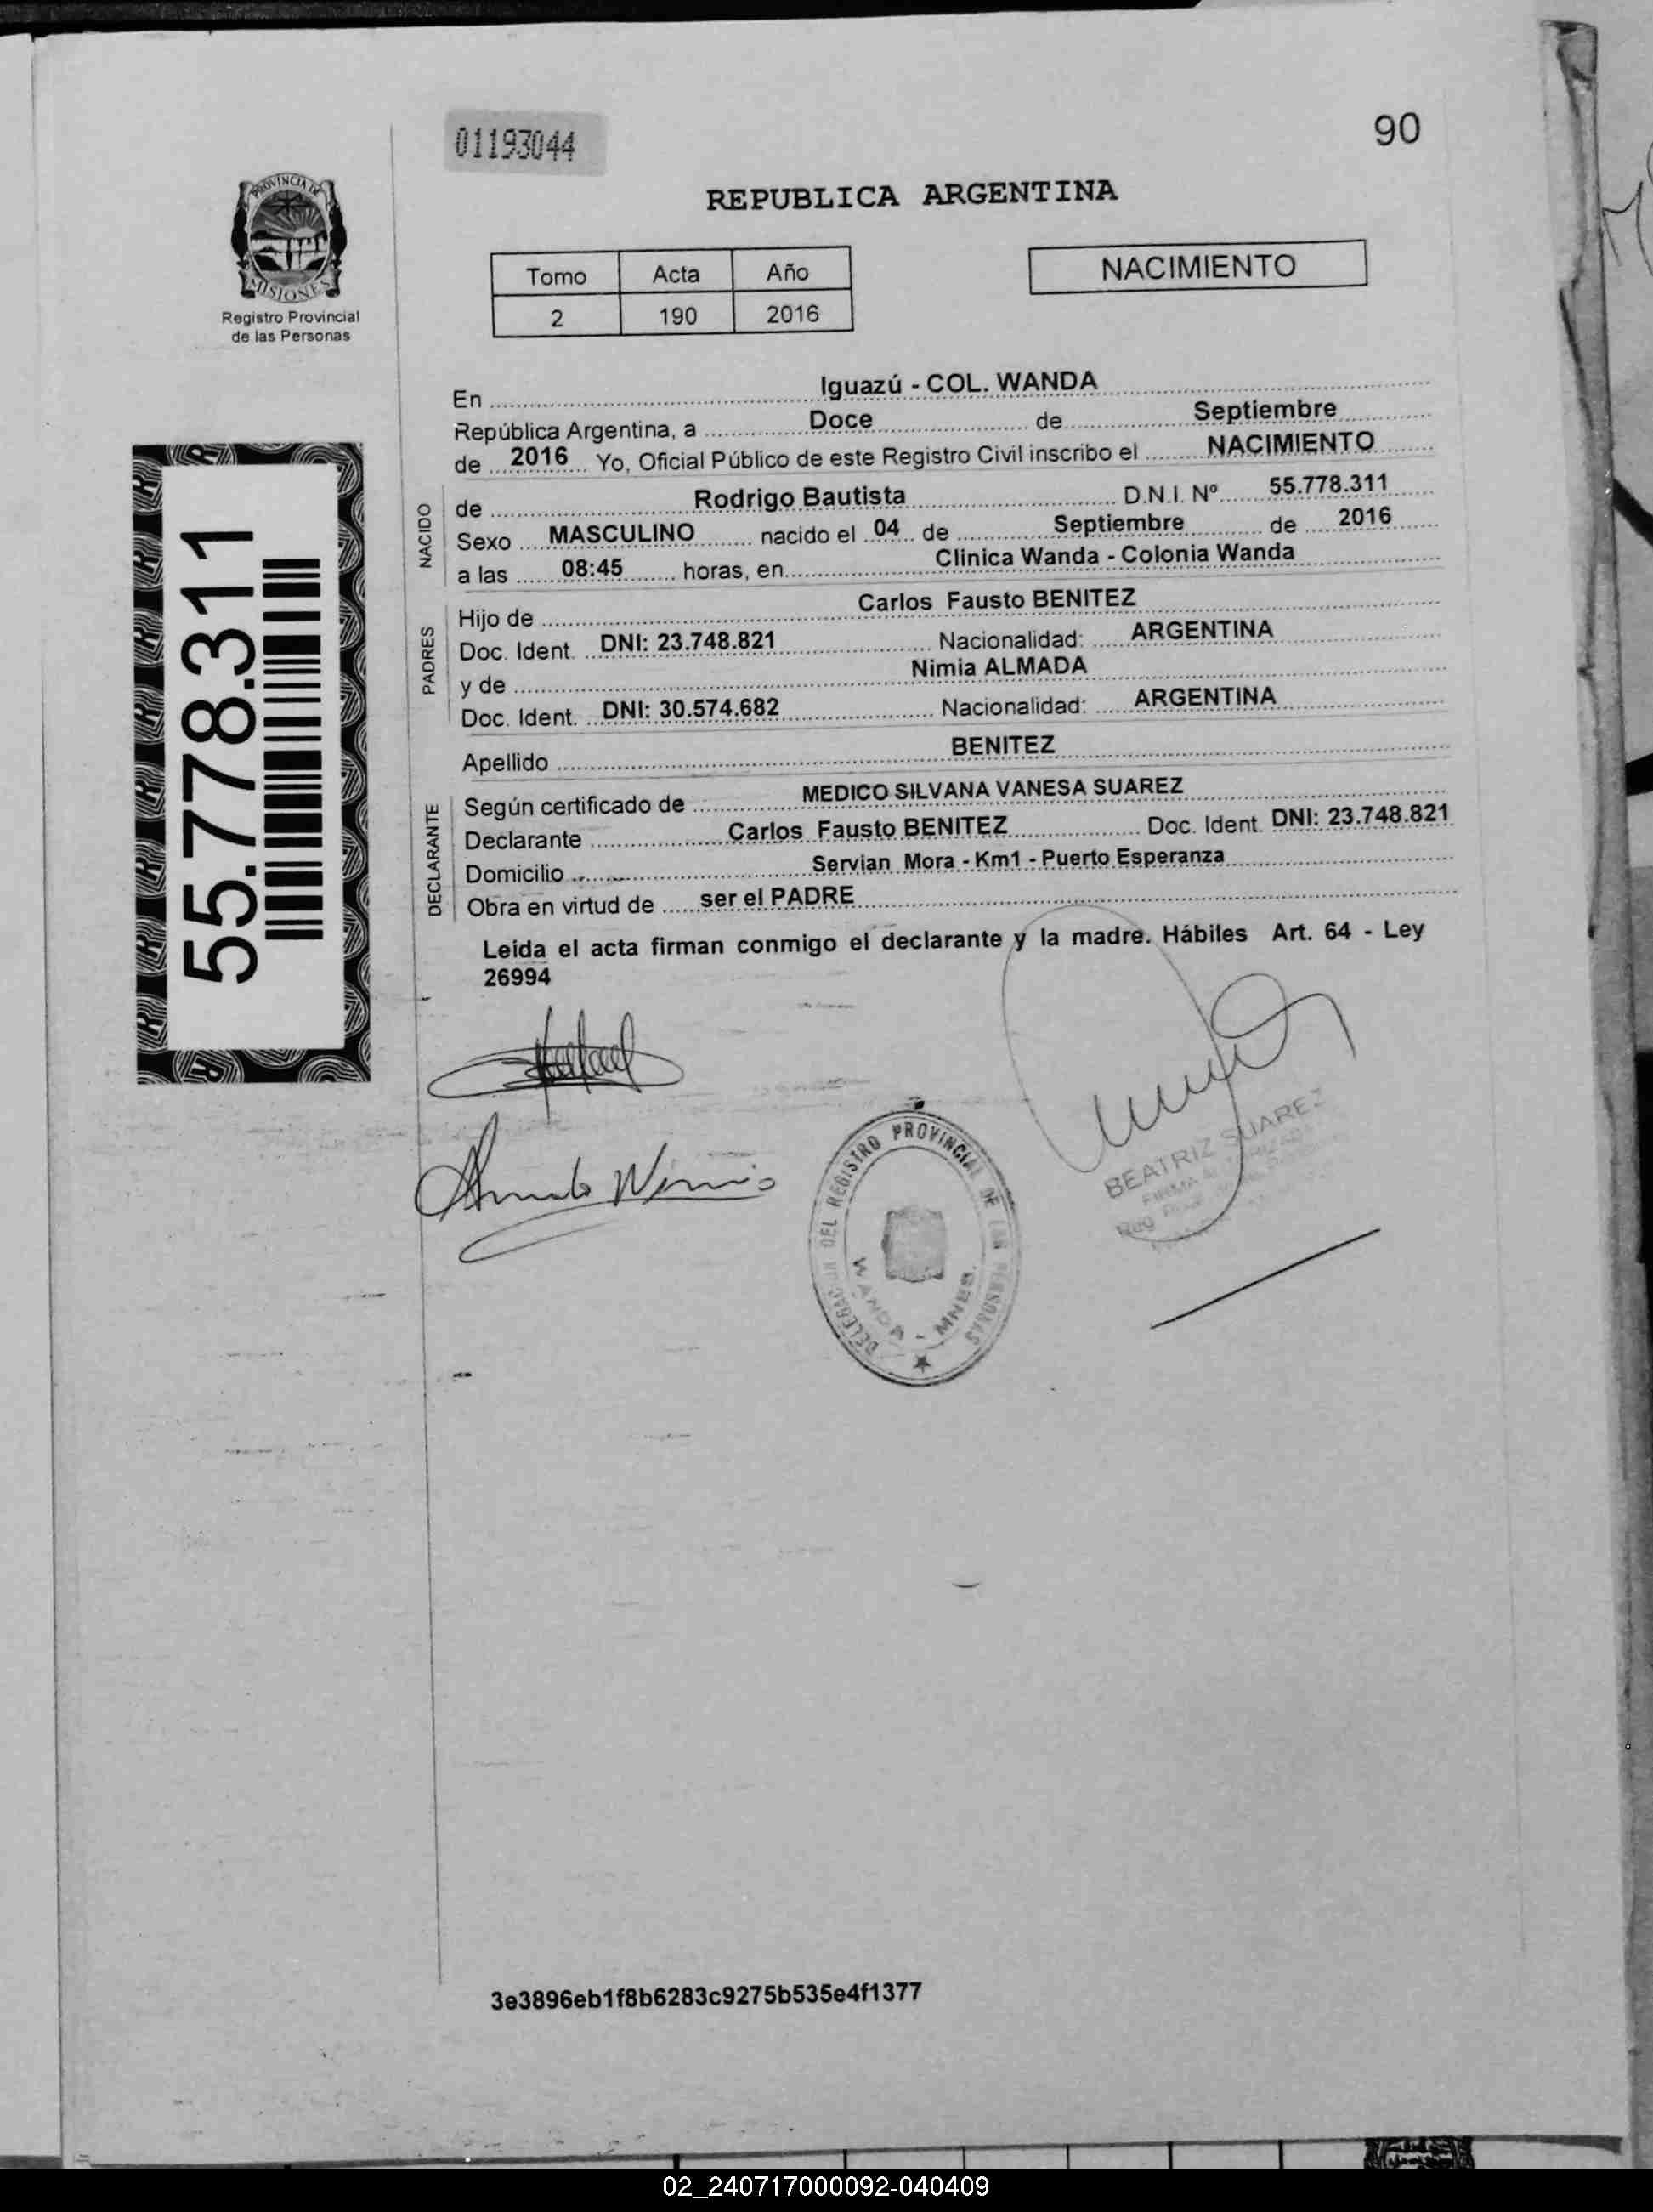 01193044
90
PROVINCIA DE
MISIONES
Registro Provincial
de las Personas
REPUBLICA ARGENTINA
Tomo Acta Año
2 190 2016
NACIMIENTO
55.778.311
En Iguazú - COL. WANDA
República Argentina, a Doce de Septiembre
de 2016 Yo, Oficial Público de este Registro Civil inscribo el NACIMIENTO
NACIDO
de Rodrigo Bautista D.N.I. Nº 55.778.311
Sexo MASCULINO nacido el 04 de Septiembre de 2016
a las 08:45 horas, en Clinica Wanda - Colonia Wanda
PADRES
Hijo de Carlos Fausto BENITEZ
Doc. Ident. DNI: 23.748.821 Nacionalidad: ARGENTINA
y de Nimia ALMADA
Doc. Ident. DNI: 30.574.682 Nacionalidad: ARGENTINA
Apellido BENITEZ
DECLARANTE
Según certificado de MEDICO SILVANA VANESA SUAREZ
Declarante Carlos Fausto BENITEZ Doc. Ident. DNI: 23.748.821
Domicilio Servian Mora - Km1 - Puerto Esperanza
Obra en virtud de ser el PADRE
Leida el acta firman conmigo el declarante y la madre. Hábiles Art. 64 - Ley
26994
BEATRIZ SUAREZ
DEL REGISTRO PROVINCIAL DE LAS PERSONAS
WANDA - MNES.
3e3896eb1f8b6283c9275b535e4f1377
02_240717000092-040409